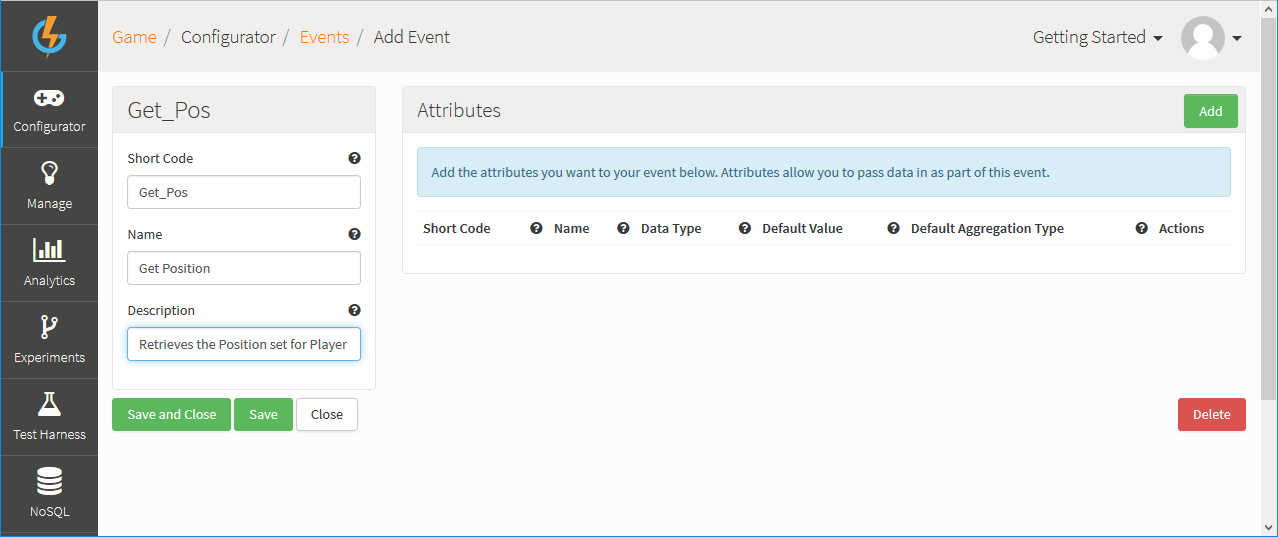 Game / Configurator / Events / Add Event
Getting Started
Configurator
Manage
Analytics
Experiments
Test Harness
NoSQL
Get_Pos
Short Code
Get_Pos
Name
Get Position
Description
Retrieves the Position set for Player
Save and Close Save Close
Attributes
Add
Add the attributes you want to your event below. Attributes allow you to pass data in as part of this event.
Short Code Name Data Type Default Value Default Aggregation Type Actions
Delete